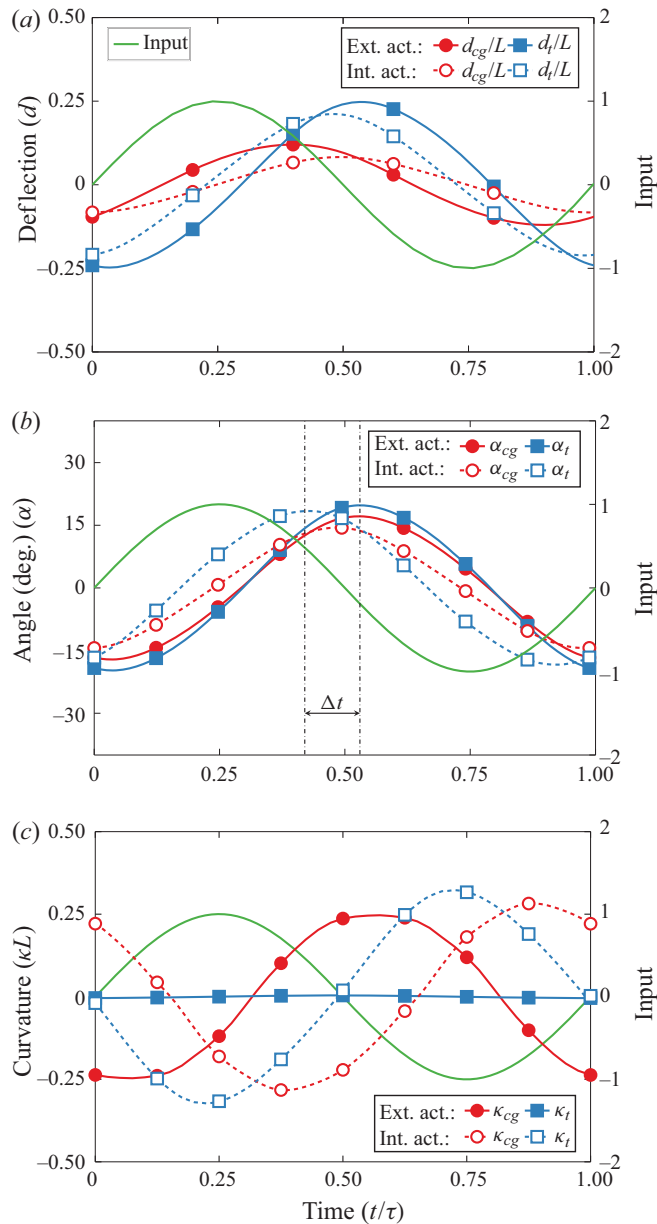 (a)
0.50
0.25
0
–0.25
–0.50
Deflection (d)
Input
Ext. act.: d_cg/L d_t/L
Int. act.: d_cg/L d_t/L
2
1
0
–1
–2
Input
0 0.25 0.50 0.75 1.00
(b)
30
15
0
–15
–30
Angle (deg.) (α)
Ext. act.: α_cg α_t
Int. act.: α_cg α_t
Δt
2
1
0
–1
–2
Input
0 0.25 0.50 0.75 1.00
(c)
0.50
0.25
0
–0.25
–0.50
Curvature (κL)
Ext. act.: κ_cg κ_t
Int. act.: κ_cg κ_t
2
1
0
–1
–2
Input
0 0.25 0.50 0.75 1.00
Time (t/τ)